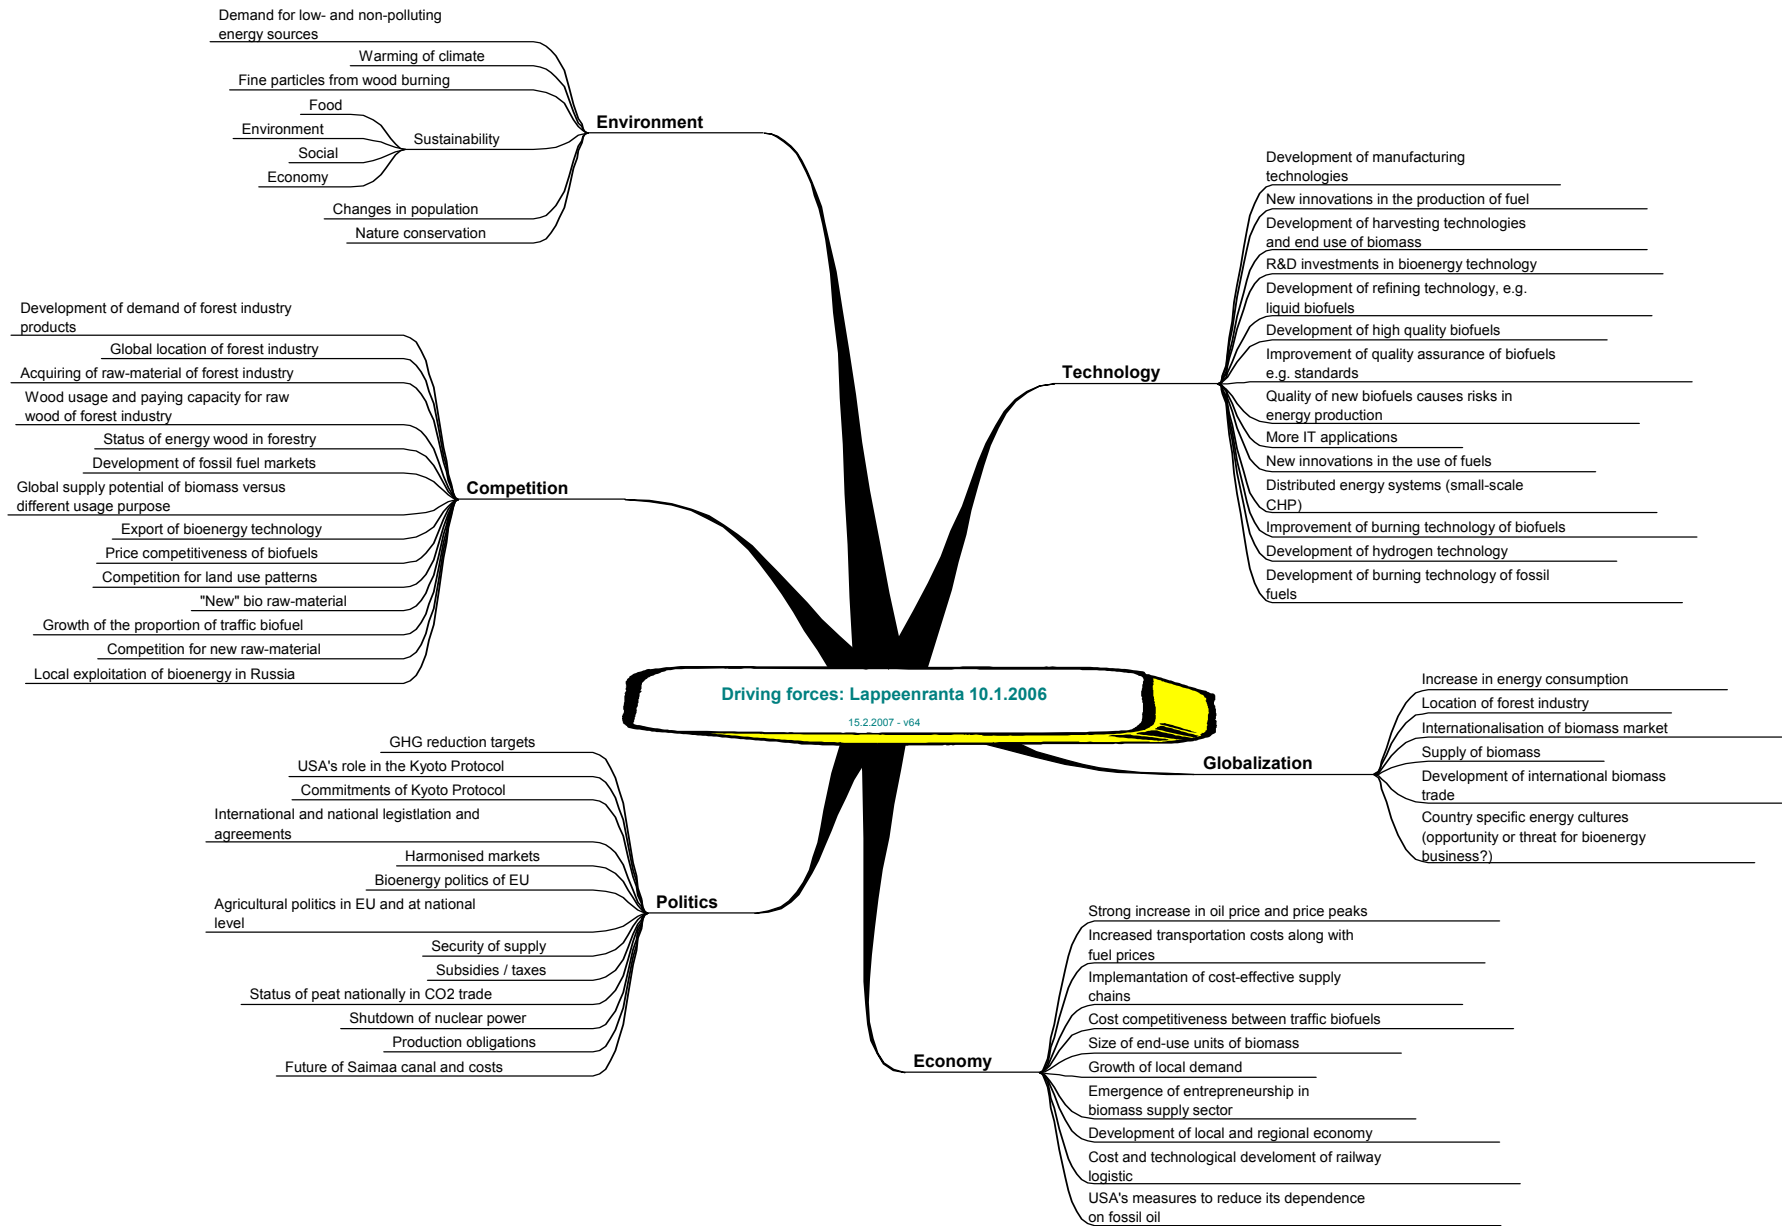 Demand for low- and non-polluting
energy sources
Warming of climate
Fine particles from wood burning
Food
Environment
Social
Economy
Sustainability
Changes in population
Nature conservation
Environment
Development of demand of forest industry
products
Global location of forest industry
Acquiring of raw-material of forest industry
Wood usage and paying capacity for raw
wood of forest industry
Status of energy wood in forestry
Development of fossil fuel markets
Global supply potential of biomass versus
different usage purpose
Export of bioenergy technology
Price competitiveness of biofuels
Competition for land use patterns
"New" bio raw-material
Growth of the proportion of traffic biofuel
Competition for new raw-material
Local exploitation of bioenergy in Russia
Competition
Driving forces: Lappeenranta 10.1.2006
15.2.2007 - v64
GHG reduction targets
USA's role in the Kyoto Protocol
Commitments of Kyoto Protocol
International and national legistlation and
agreements
Harmonised markets
Bioenergy politics of EU
Agricultural politics in EU and at national
level
Security of supply
Subsidies / taxes
Status of peat nationally in CO2 trade
Shutdown of nuclear power
Production obligations
Future of Saimaa canal and costs
Politics
Technology
Development of manufacturing
technologies
New innovations in the production of fuel
Development of harvesting technologies
and end use of biomass
R&D investments in bioenergy technology
Development of refining technology, e.g.
liquid biofuels
Development of high quality biofuels
Improvement of quality assurance of biofuels
e.g. standards
Quality of new biofuels causes risks in
energy production
More IT applications
New innovations in the use of fuels
Distributed energy systems (small-scale
CHP)
Improvement of burning technology of biofuels
Development of hydrogen technology
Development of burning technology of fossil
fuels
Globalization
Increase in energy consumption
Location of forest industry
Internationalisation of biomass market
Supply of biomass
Development of international biomass
trade
Country specific energy cultures
(opportunity or threat for bioenergy
business?)
Economy
Strong increase in oil price and price peaks
Increased transportation costs along with
fuel prices
Implemantation of cost-effective supply
chains
Cost competitiveness between traffic biofuels
Size of end-use units of biomass
Growth of local demand
Emergence of entrepreneurship in
biomass supply sector
Development of local and regional economy
Cost and technological develoment of railway
logistic
USA's measures to reduce its dependence
on fossil oil